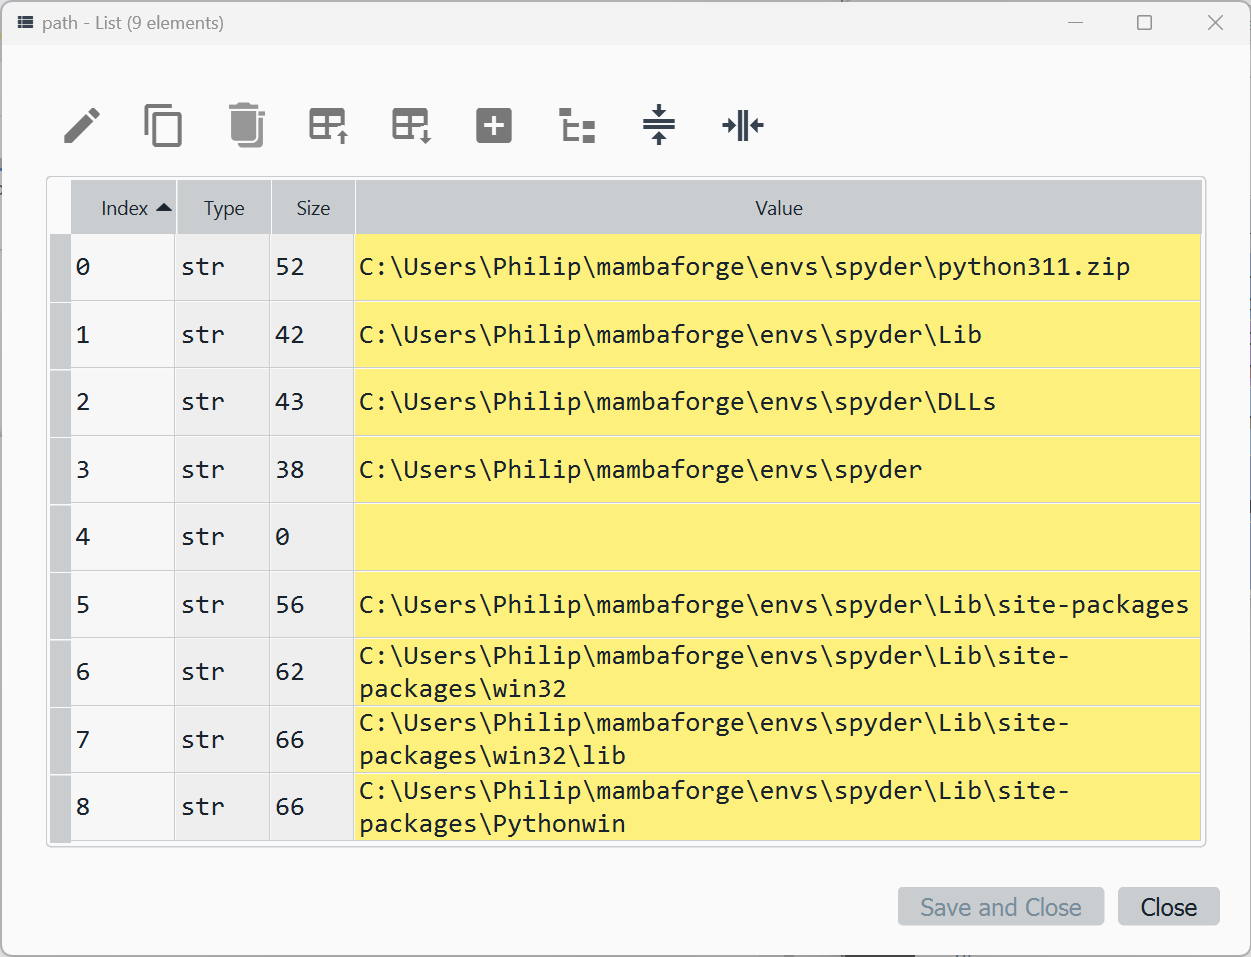 path - List (9 elements)
Index Type Size Value
0 str 52 C:\Users\Philip\mambaforge\envs\spyder\python311.zip
1 str 42 C:\Users\Philip\mambaforge\envs\spyder\Lib
2 str 43 C:\Users\Philip\mambaforge\envs\spyder\DLLs
3 str 38 C:\Users\Philip\mambaforge\envs\spyder
4 str 0
5 str 56 C:\Users\Philip\mambaforge\envs\spyder\Lib\site-packages
6 str 62 C:\Users\Philip\mambaforge\envs\spyder\Lib\site-
packages\win32
7 str 66 C:\Users\Philip\mambaforge\envs\spyder\Lib\site-
packages\win32\lib
8 str 66 C:\Users\Philip\mambaforge\envs\spyder\Lib\site-
packages\Pythonwin
Save and Close Close